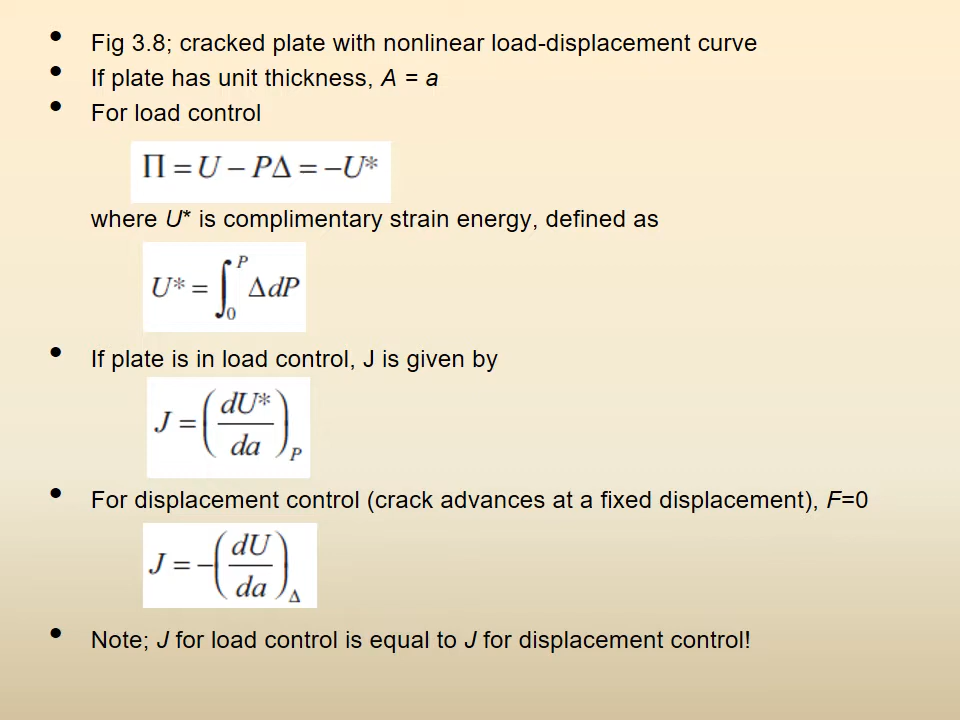 • Fig 3.8; cracked plate with nonlinear load-displacement curve
• If plate has unit thickness, A = a
• For load control
Π = U − PΔ = −U*
where U* is complimentary strain energy, defined as
U* = ∫₀ᴾ ΔdP
• If plate is in load control, J is given by
J = (dU*/da)_P
• For displacement control (crack advances at a fixed displacement), F=0
J = −(dU/da)_Δ
• Note; J for load control is equal to J for displacement control!